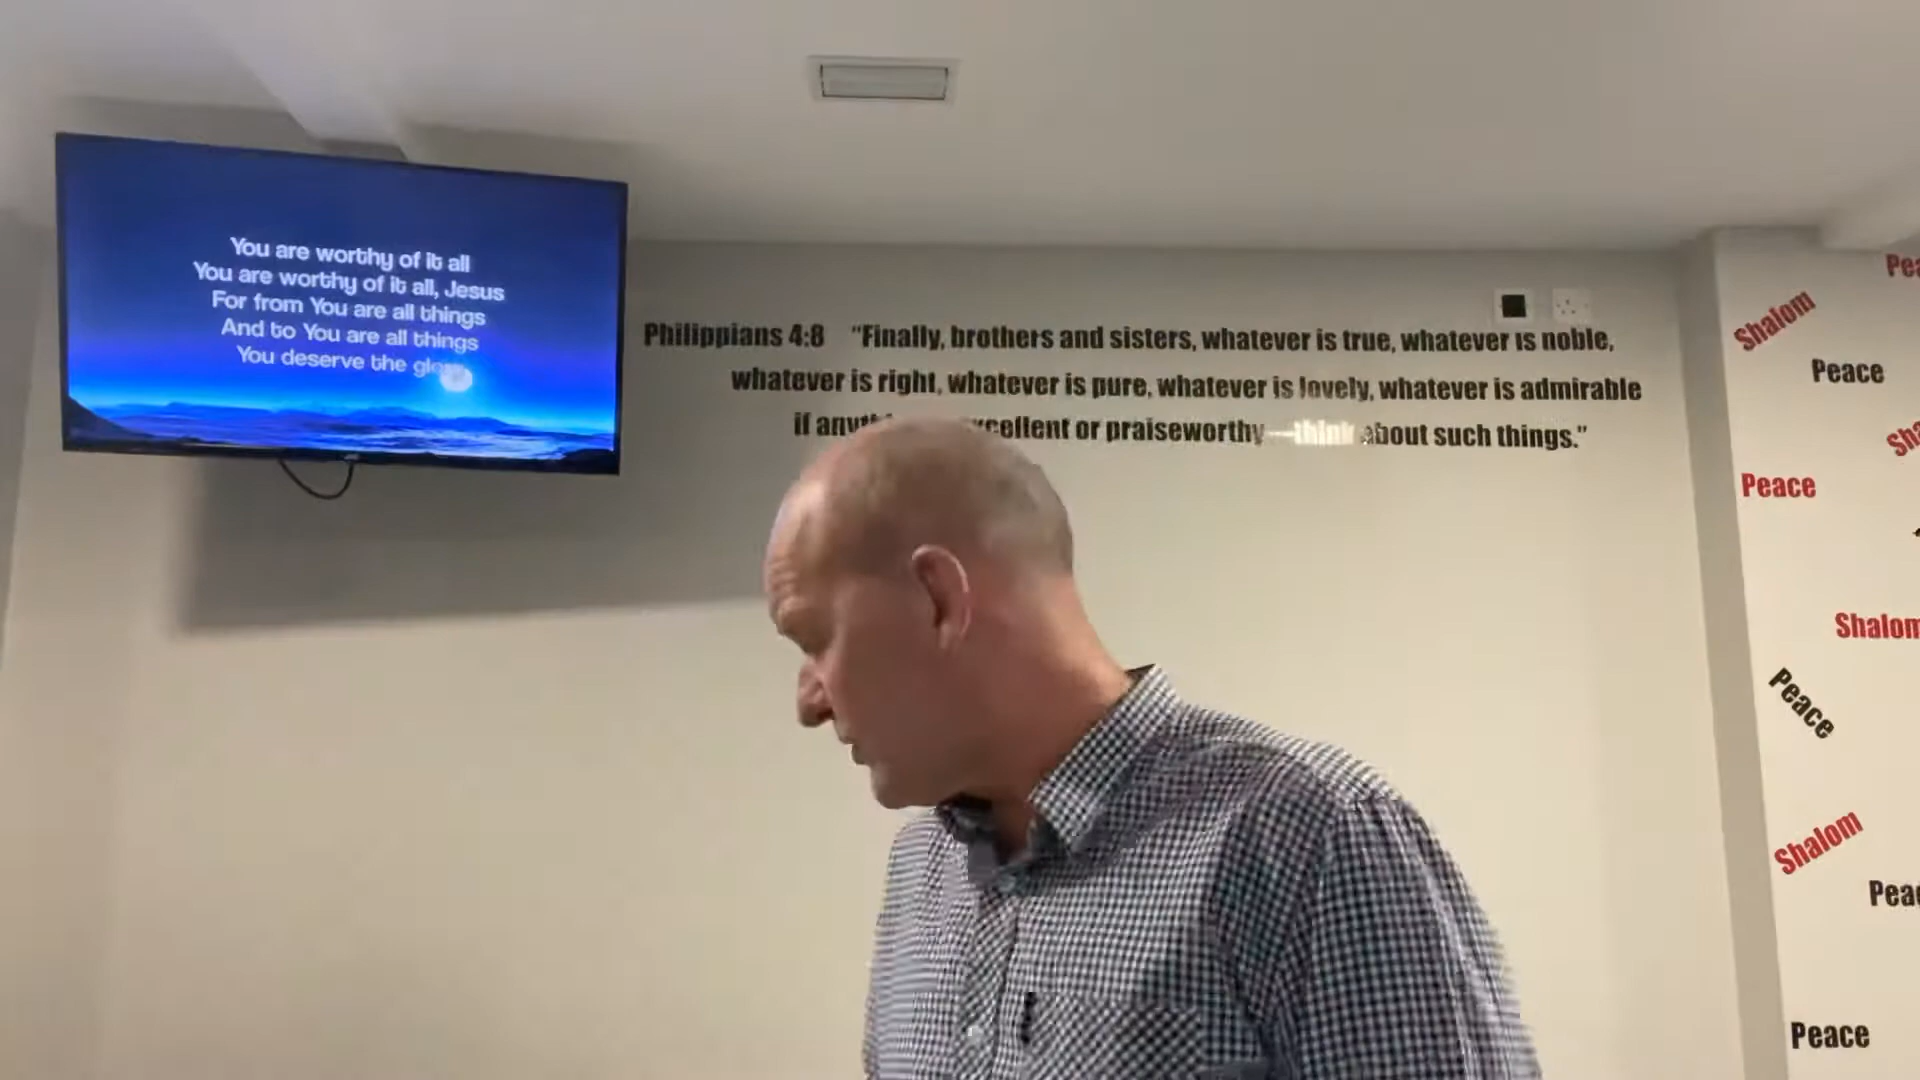 You are worthy of it all
You are worthy of it all, Jesus
For from You are all things
And to You are all things
You deserve the
Philippians 4:8 “Finally, brothers and sisters, whatever is true, whatever is noble,
whatever is right, whatever is pure, whatever is lovely, whatever is admirable
if or praiseworthy—think about such things.”
Shalom
Peace
Peace
Shalom
Peace
Shalom
Peace